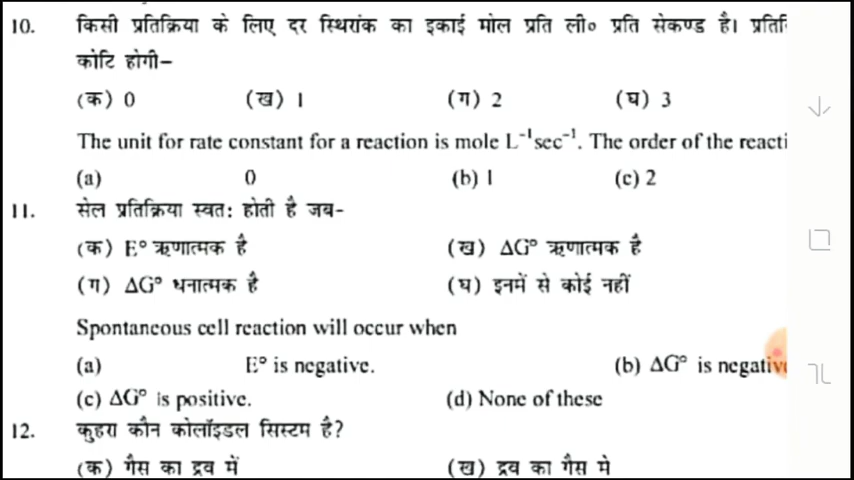 10. किसी प्रतिक्रिया के लिए दर स्थिरांक का इकाई मोल प्रति ली० प्रति सेकण्ड है।
कोटि होगी–
(क) 0 (ख) 1 (ग) 2 (घ) 3
The unit for rate constant for a reaction is mole L⁻¹sec⁻¹. The order of the reacti
(a) 0 (b) 1 (c) 2
11. सेल प्रतिक्रिया स्वत: होती है जब-
(क) E° ऋणात्मक है (ख) ΔG° ऋणात्मक है
(ग) ΔG° धनात्मक है (घ) इनमें से कोई नहीं
Spontaneous cell reaction will occur when
(a) E° is negative. (b) ΔG° is negativ
(c) ΔG° is positive. (d) None of these
12. कुहरा कौन कोलॉइडल सिस्टम है?
(क) गैस का द्रव में (ख) द्रव का गैस मे